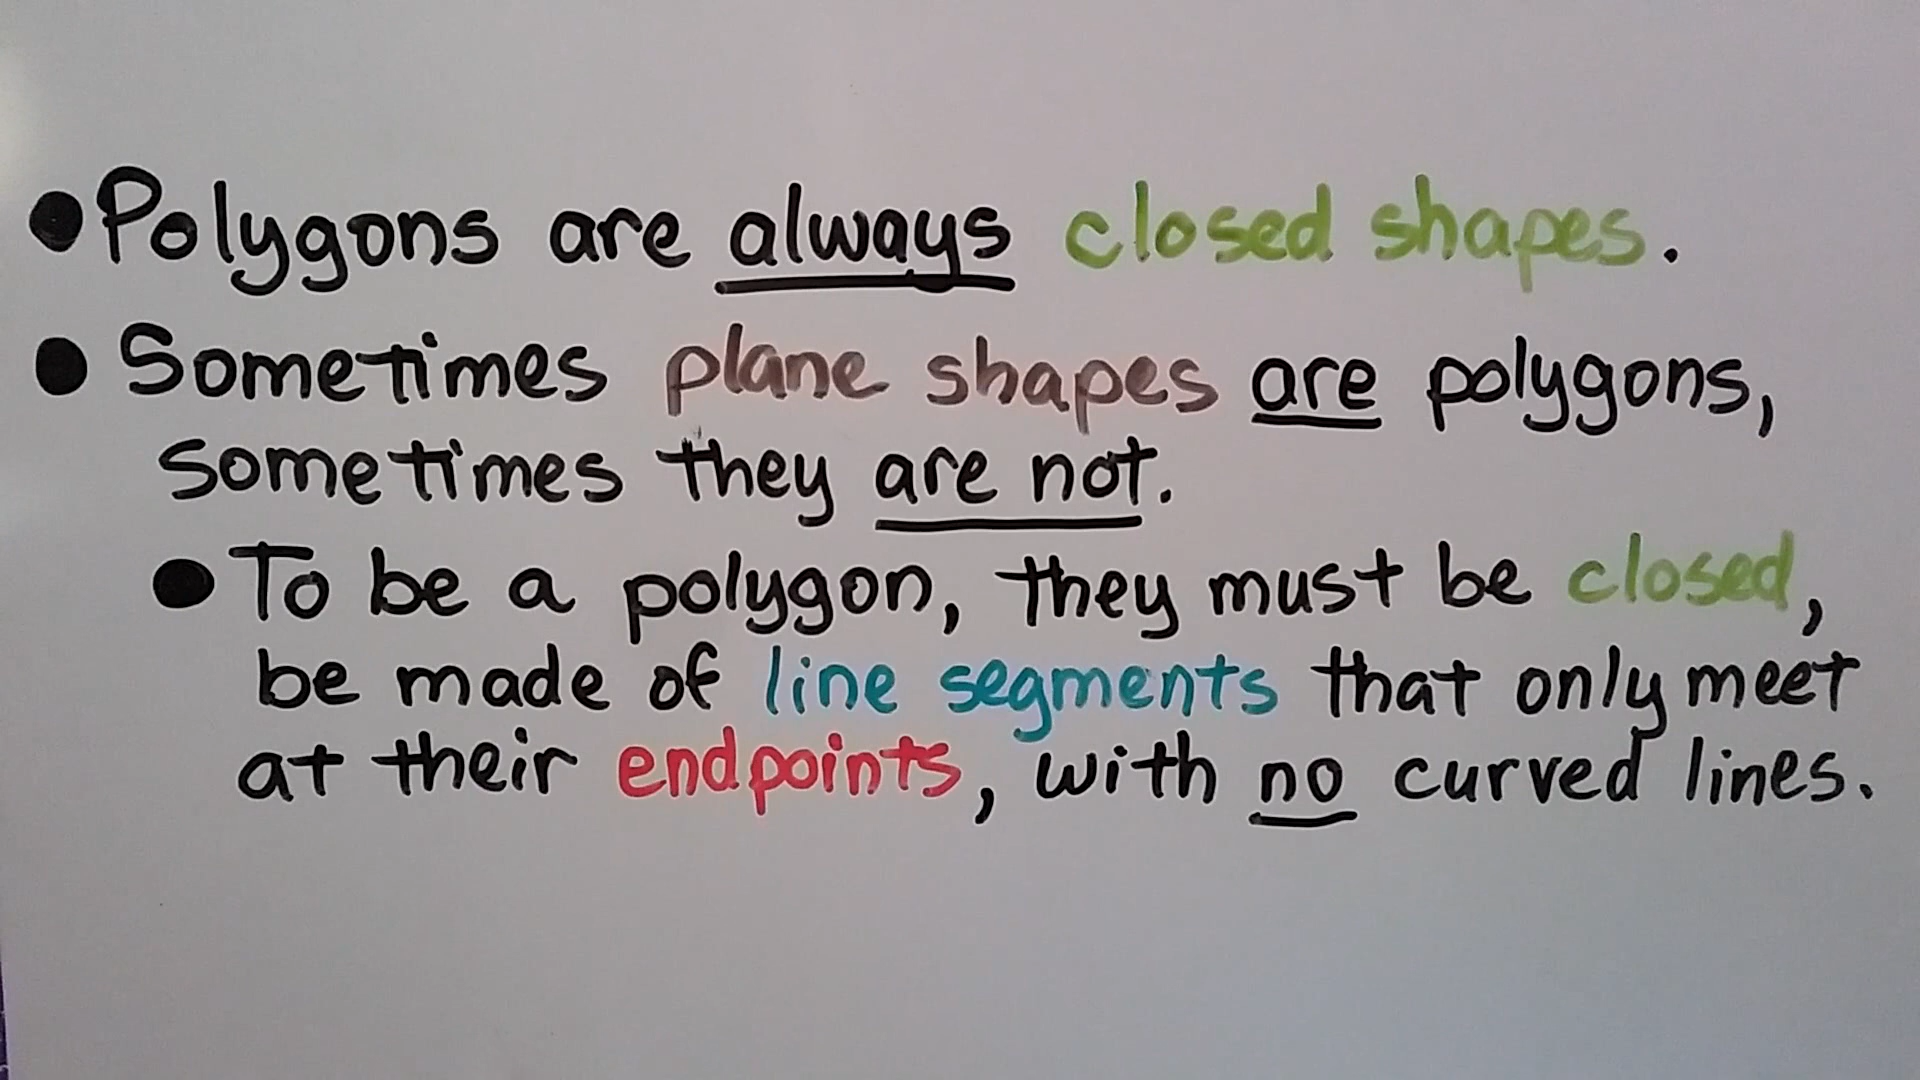 • Polygons are always closed shapes.
• Sometimes plane shapes are polygons,
sometimes they are not.
• To be a polygon, they must be closed,
be made of line segments that only meet
at their endpoints, with no curved lines.